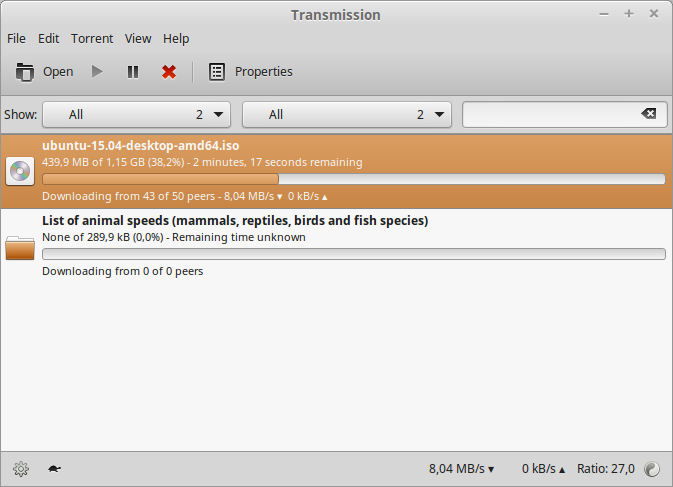 Transmission
File Edit Torrent View Help
Open Properties
Show: All 2 All 2
ubuntu-15.04-desktop-amd64.iso
439,9 MB of 1,15 GB (38,2%) - 2 minutes, 17 seconds remaining
Downloading from 43 of 50 peers - 8,04 MB/s ▾ 0 kB/s ▴
List of animal speeds (mammals, reptiles, birds and fish species)
None of 289,9 kB (0,0%) - Remaining time unknown
Downloading from 0 of 0 peers
8,04 MB/s ▾ 0 kB/s ▴ Ratio: 27,0